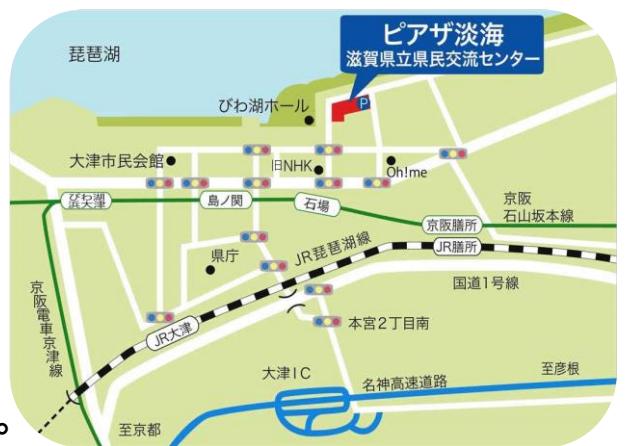 ピアザ淡海
滋賀県立県民交流センター
P
琵琶湖
びわ湖ホール
大津市民会館
旧NHK
Oh!me
びわ湖
浜大津
島ノ関
石場
京阪膳所
京阪
石山坂本線
県庁
JR琵琶湖線
JR膳所
国道1号線
京阪電車京津線
JR大津
本宮2丁目南
大津IC
名神高速道路
至彦根
至京都
。